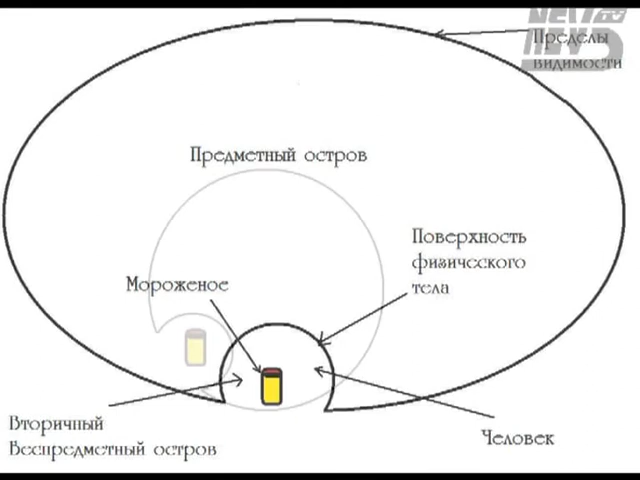 Пределы
видимости
Предметный остров
Поверхность
физического
тела
Мороженое
Вторичный
Беспредметный остров
Человек